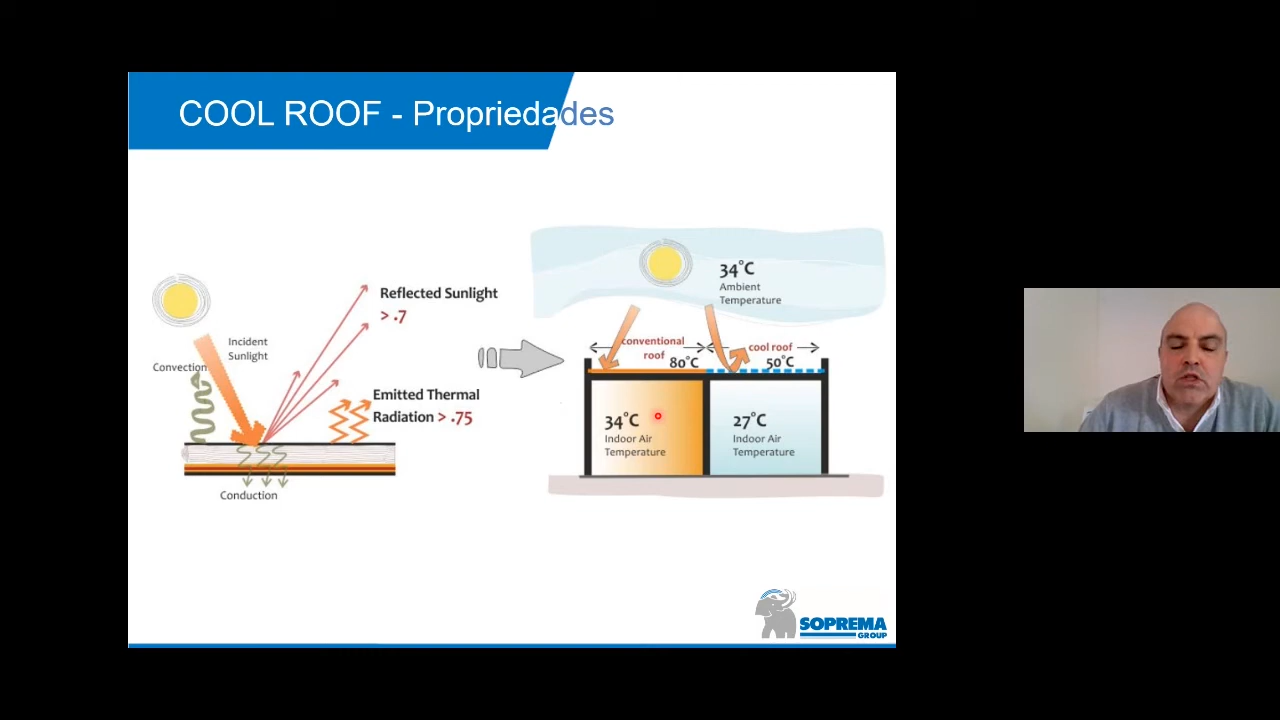 COOL ROOF - Propriedades
Reflected Sunlight
> .7
Incident
Sunlight
Convection
Emitted Thermal
Radiation > .75
Conduction
34°C
Ambient
Temperature
conventional
roof
80°C
cool roof
50°C
34°C
Indoor Air
Temperature
27°C
Indoor Air
Temperature
SOPREMA
GROUP